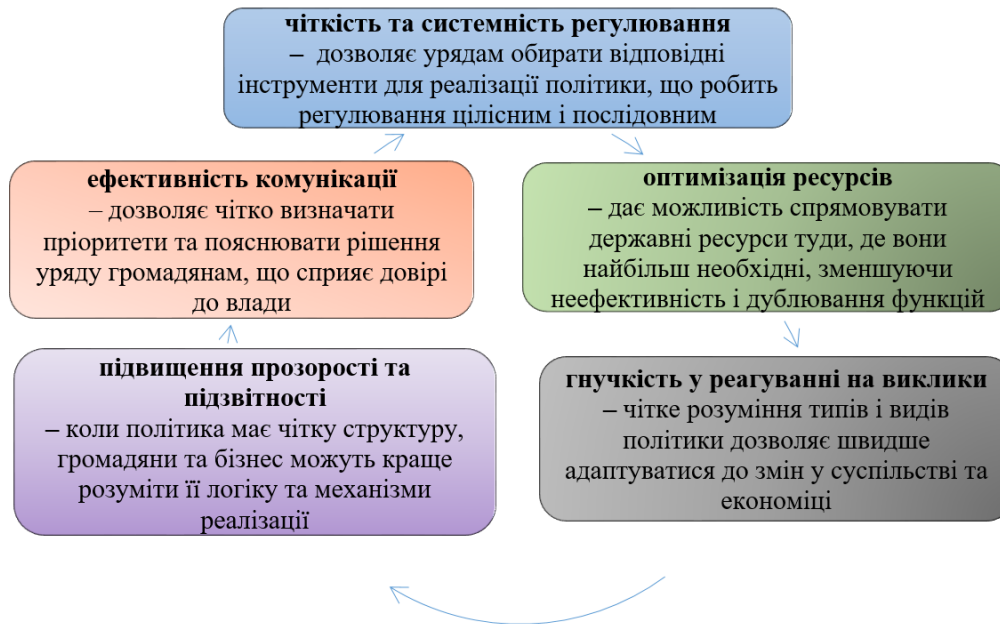 чіткість та системність регулювання
– дозволяє урядам обирати відповідні
інструменти для реалізації політики, що робить
регулювання цілісним і послідовним
ефективність комунікації
– дозволяє чітко визначати
пріоритети та пояснювати рішення
уряду громадянам, що сприяє довірі
до влади
оптимізація ресурсів
– дає можливість спрямовувати
державні ресурси туди, де вони
найбільш необхідні, зменшуючи
неефективність і дублювання функцій
підвищення прозорості та
підзвітності
– коли політика має чітку структуру,
громадяни та бізнес можуть краще
розуміти її логіку та механізми
реалізації
гнучкість у реагуванні на виклики
– чітке розуміння типів і видів
політики дозволяє швидше
адаптуватися до змін у суспільстві та
економіці